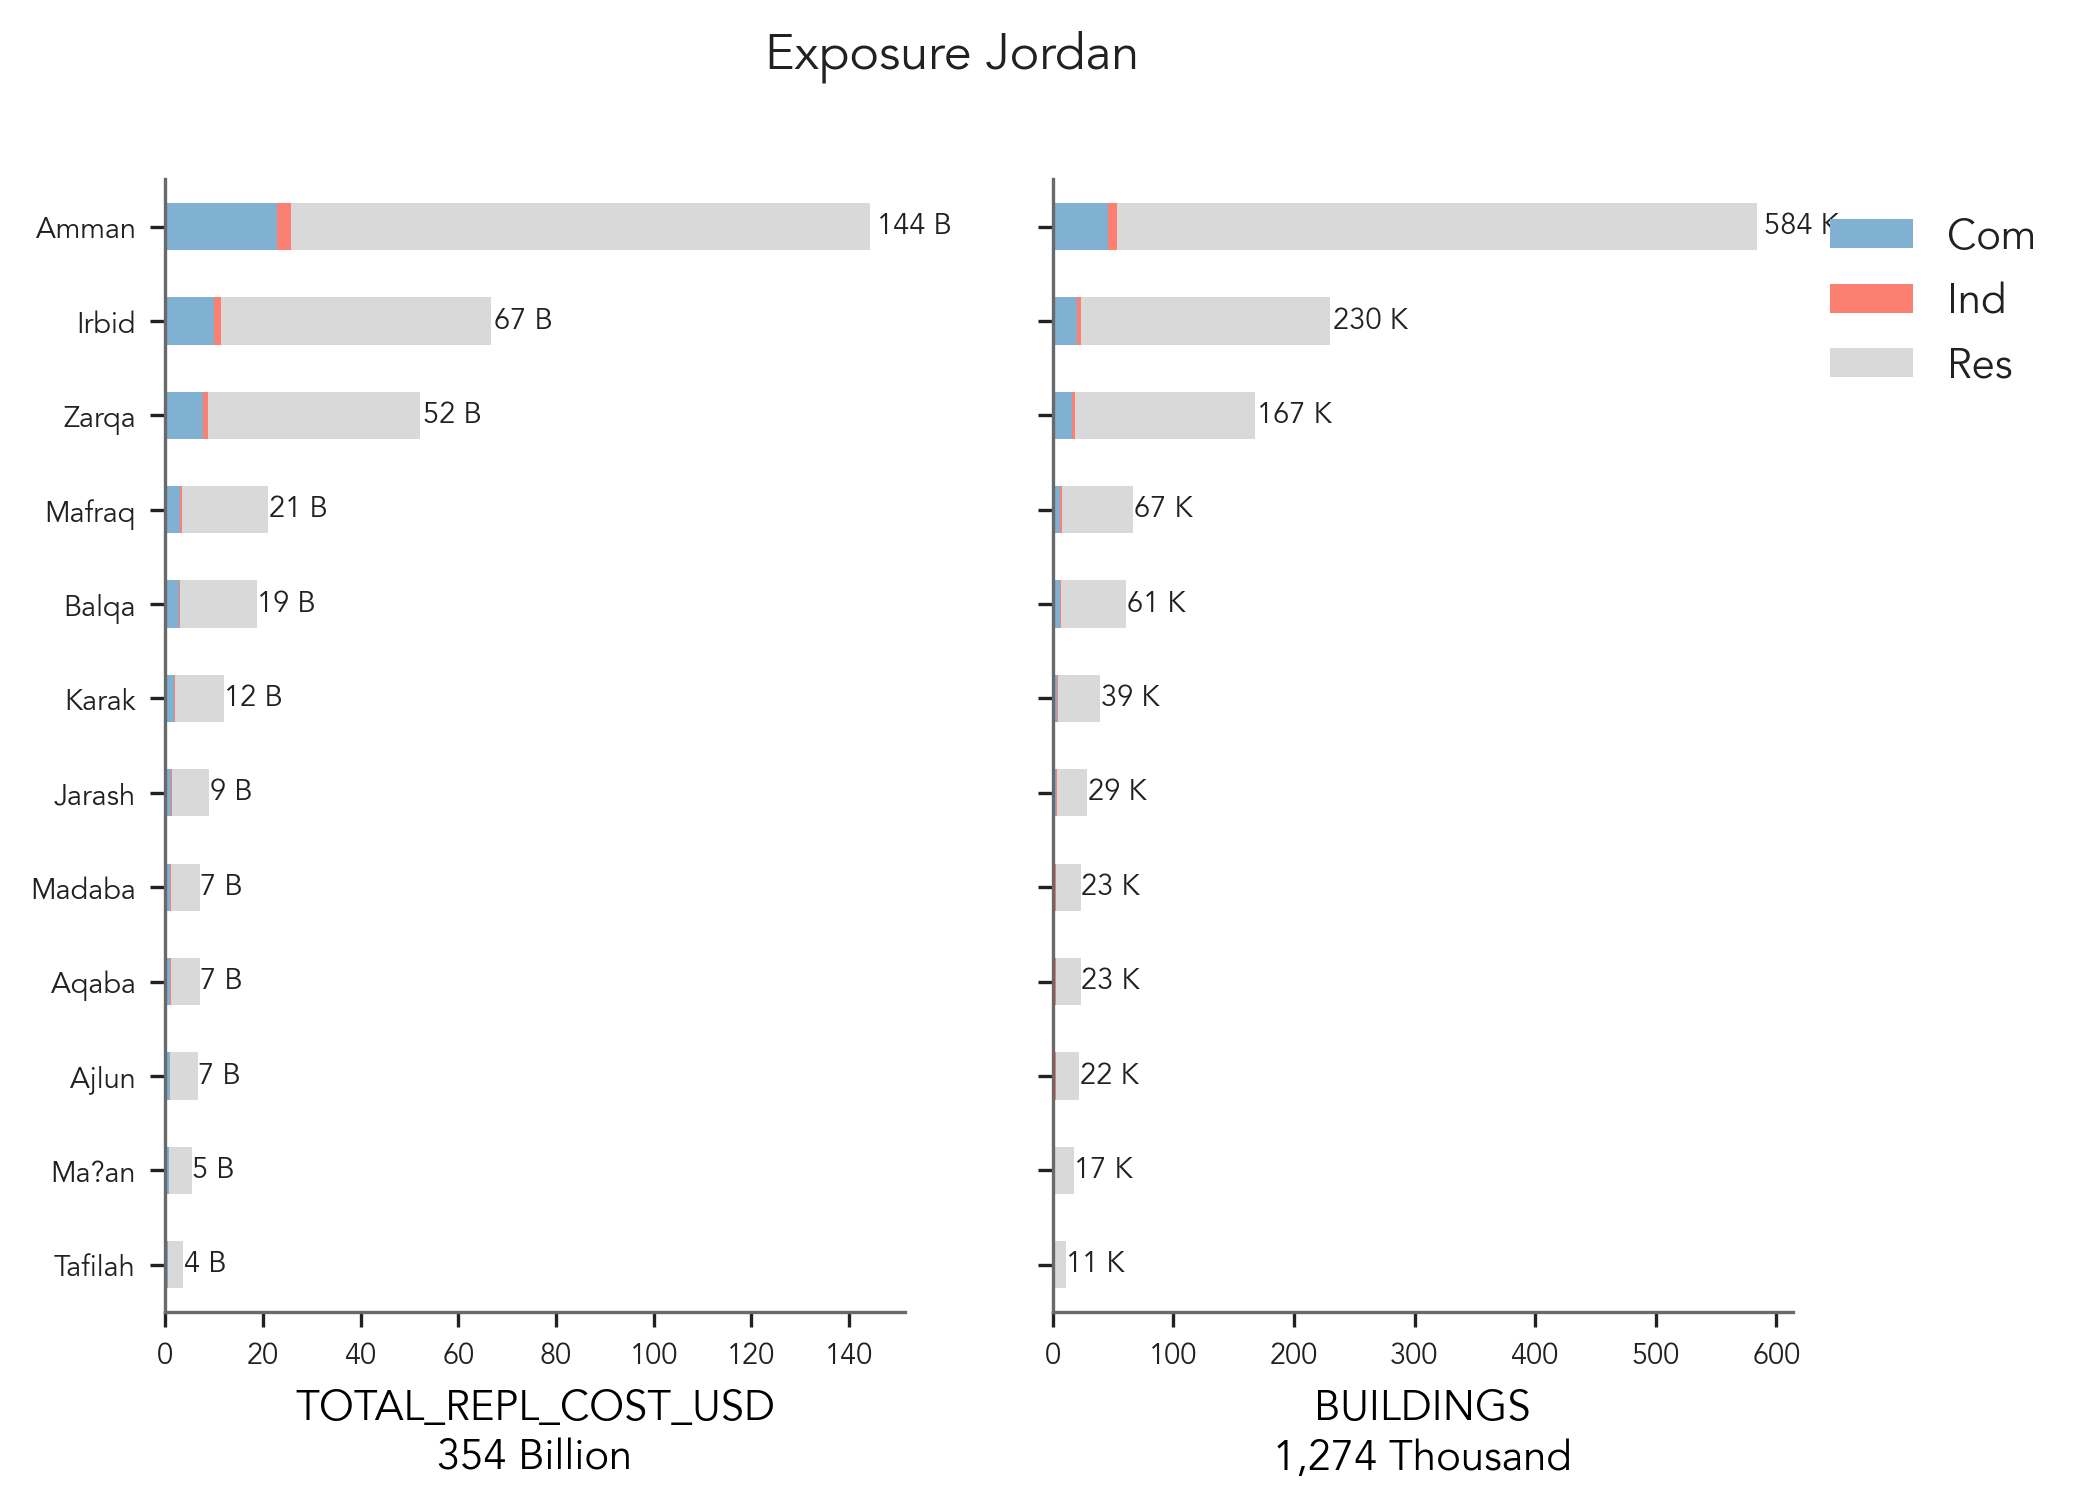 Exposure Jordan
Amman
Irbid
Zarqa
Mafraq
Balqa
Karak
Jarash
Madaba
Aqaba
Ajlun
Ma?an
Tafilah
144 B
67 B
52 B
21 B
19 B
12 B
9 B
7 B
7 B
7 B
5 B
4 B
0 20 40 60 80 100 120 140
TOTAL_REPL_COST_USD
354 Billion
584 K
230 K
167 K
67 K
61 K
39 K
29 K
23 K
23 K
22 K
17 K
11 K
0 100 200 300 400 500 600
BUILDINGS
1,274 Thousand
Com
Ind
Res